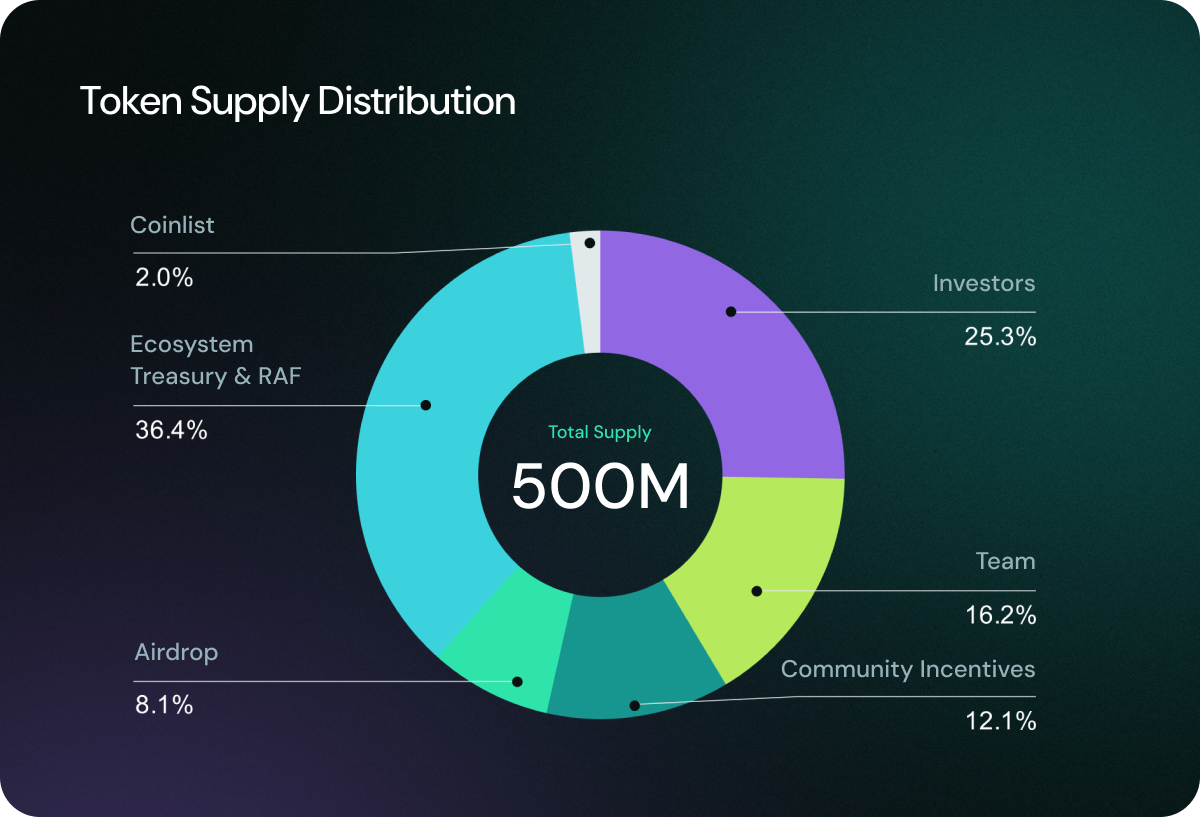 Token Supply Distribution
Coinlist
2.0%
Ecosystem
Treasury & RAF
36.4%
Airdrop
8.1%
Total Supply
500M
Investors
25.3%
Team
16.2%
Community Incentives
12.1%